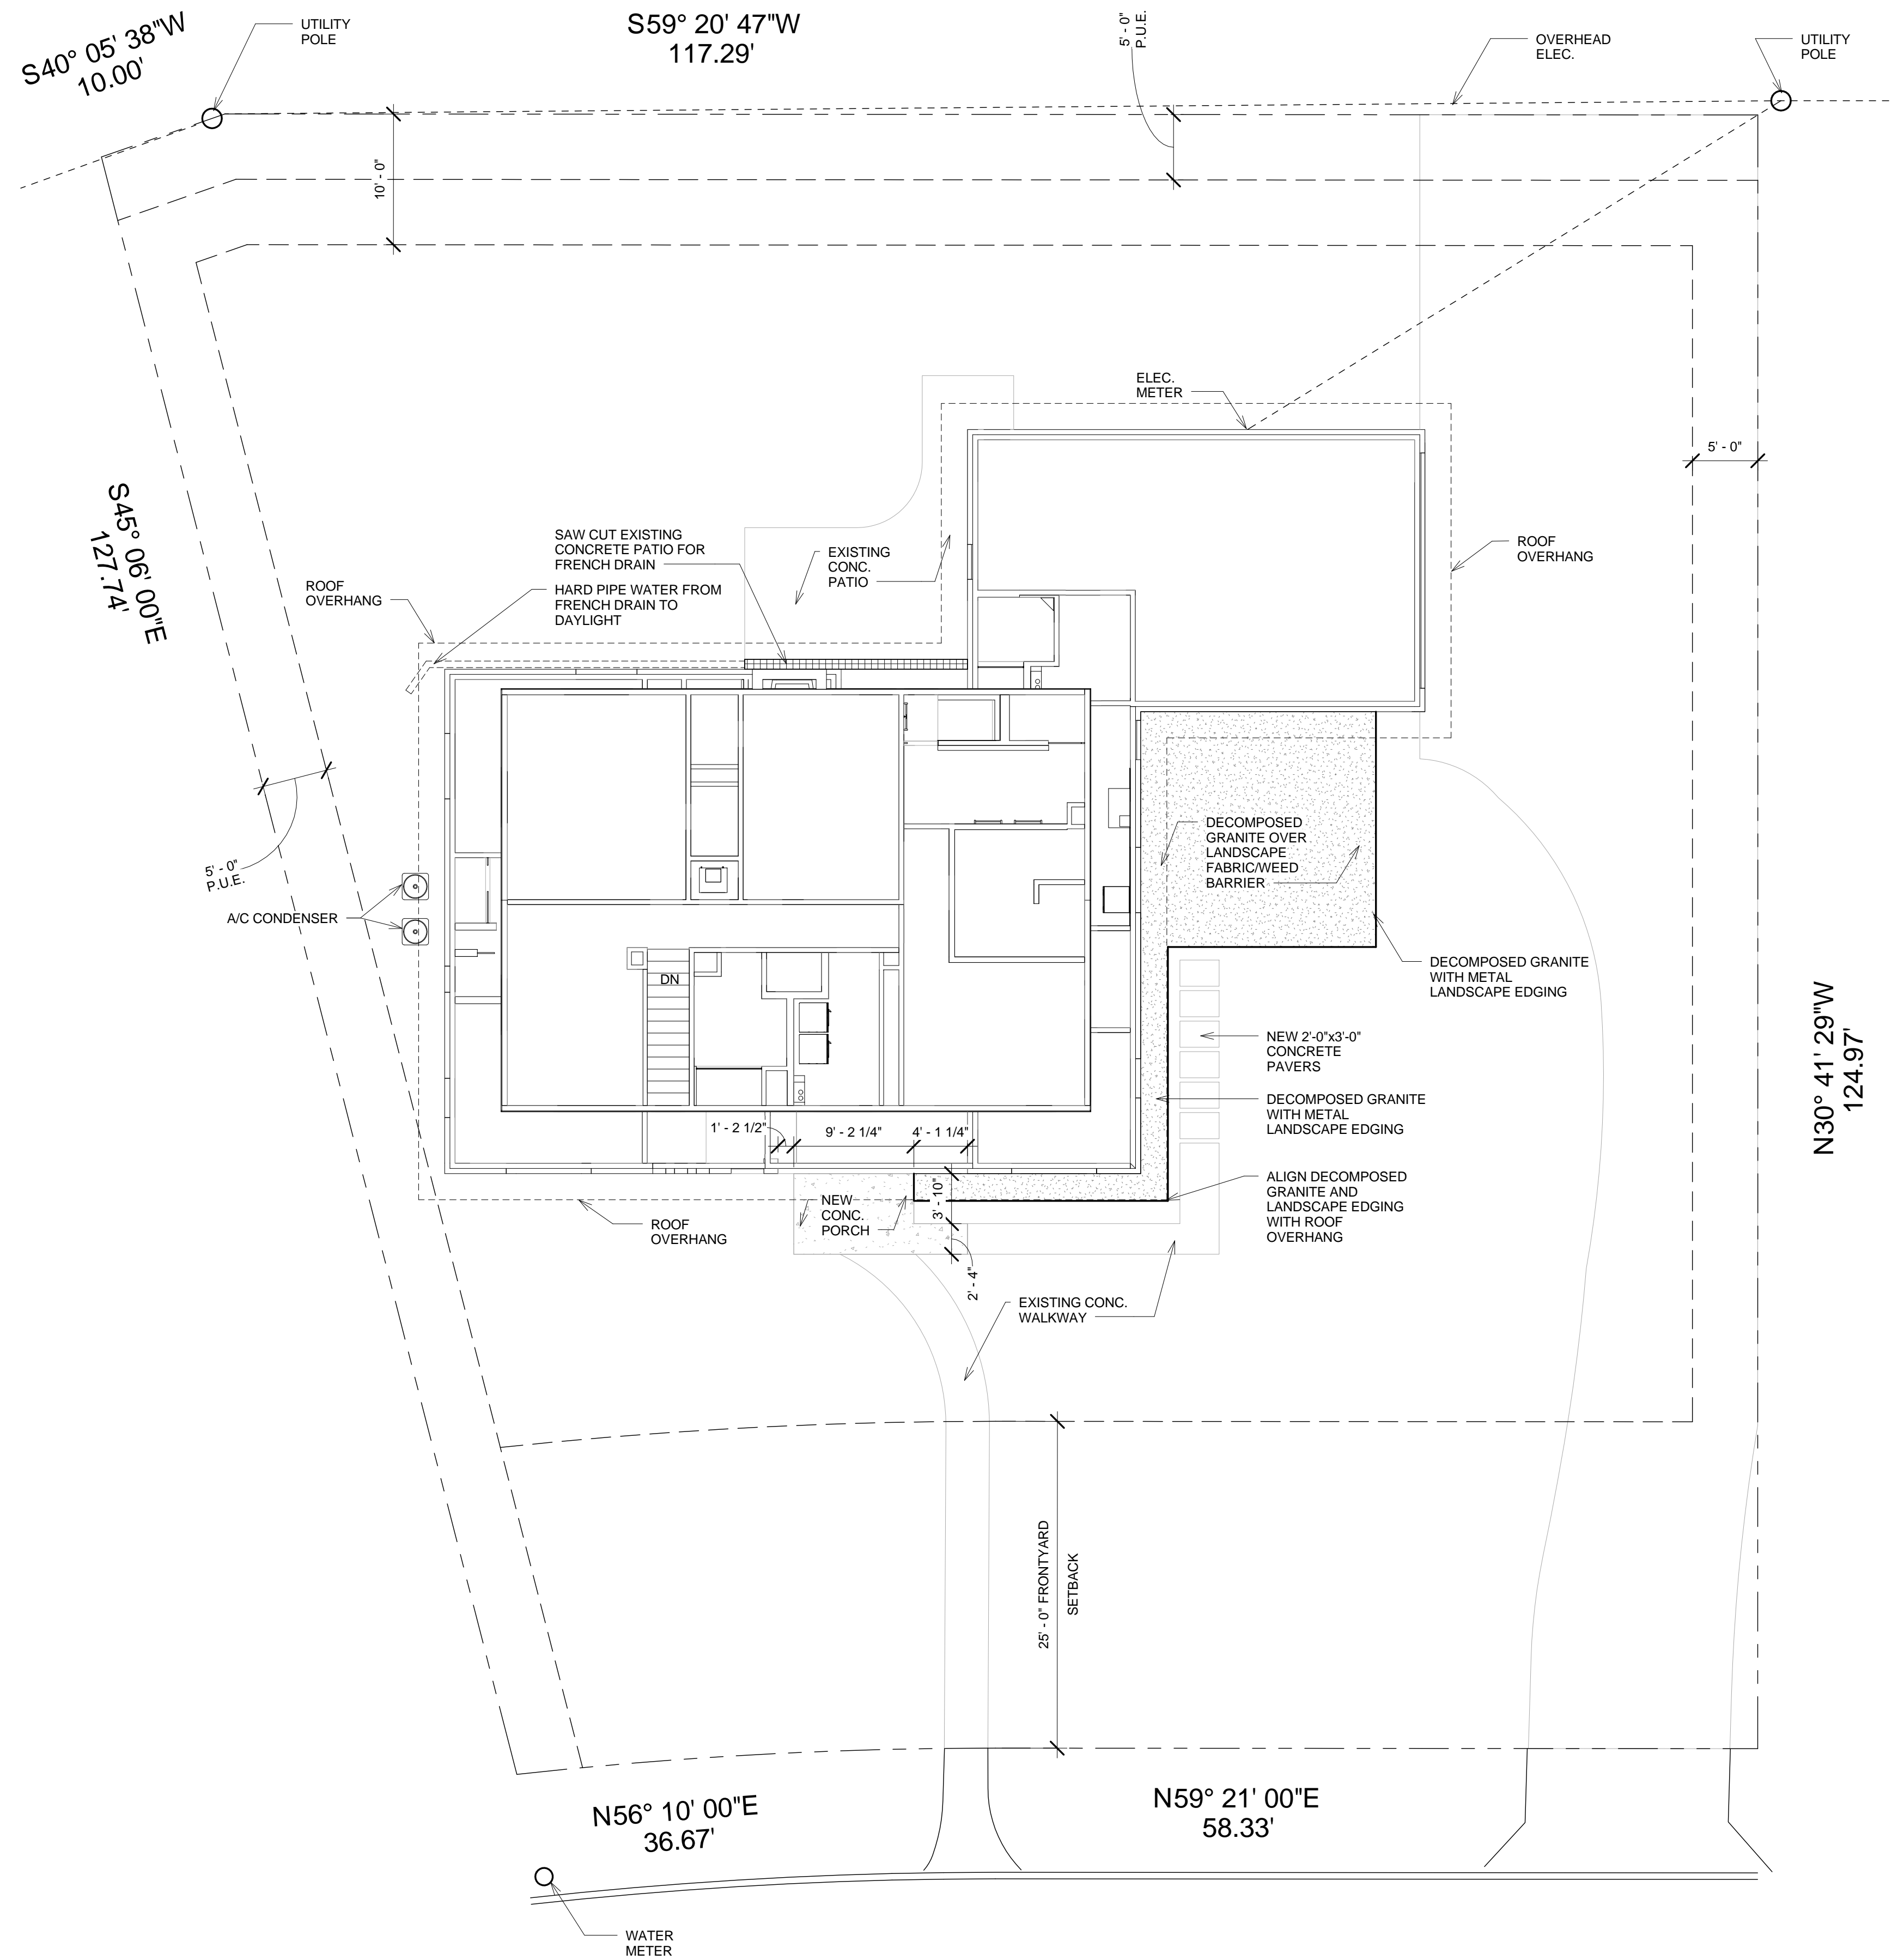 S40° 05' 38"W
10.00'
UTILITY
POLE
S59° 20' 47"W
117.29'
5' - 0"
P.U.E.
OVERHEAD
ELEC.
UTILITY
POLE
10' - 0"
ELEC.
METER
5' - 0"
S45° 06' 00"E
127.74'
SAW CUT EXISTING
CONCRETE PATIO FOR
FRENCH DRAIN
EXISTING
CONC.
PATIO
ROOF
OVERHANG
ROOF
OVERHANG
HARD PIPE WATER FROM
FRENCH DRAIN TO
DAYLIGHT
DECOMPOSED
GRANITE OVER
LANDSCAPE
FABRIC/WEED
BARRIER
5' - 0"
P.U.E.
A/C CONDENSER
DN
DECOMPOSED GRANITE
WITH METAL
LANDSCAPE EDGING
N30° 41' 29"W
124.97'
NEW 2'-0"x3'-0"
CONCRETE
PAVERS
DECOMPOSED GRANITE
WITH METAL
LANDSCAPE EDGING
1' - 2 1/2"
9' - 2 1/4"
4' - 1 1/4"
ALIGN DECOMPOSED
GRANITE AND
LANDSCAPE EDGING
WITH ROOF
OVERHANG
3' - 10"
NEW
CONC.
PORCH
ROOF
OVERHANG
2' - 4"
EXISTING CONC.
WALKWAY
25' - 0" FRONTYARD
SETBACK
N56° 10' 00"E
36.67'
N59° 21' 00"E
58.33'
WATER
METER